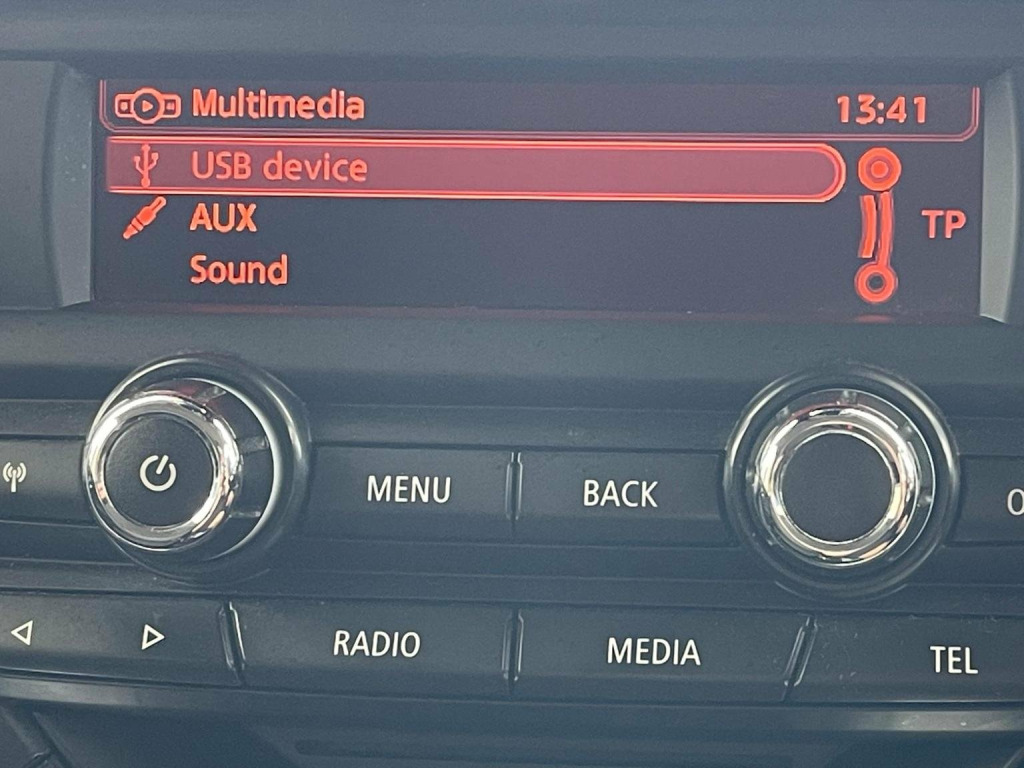 Multimedia 13:41
USB device
AUX
TP
Sound
MENU BACK
RADIO MEDIA TEL